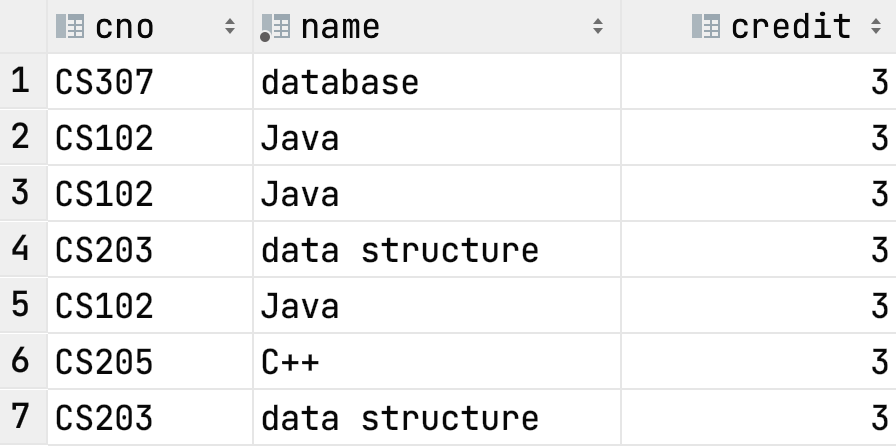 cno name credit
1 CS307 database 3
2 CS102 Java 3
3 CS102 Java 3
4 CS203 data structure 3
5 CS102 Java 3
6 CS205 C++ 3
7 CS203 data structure 3